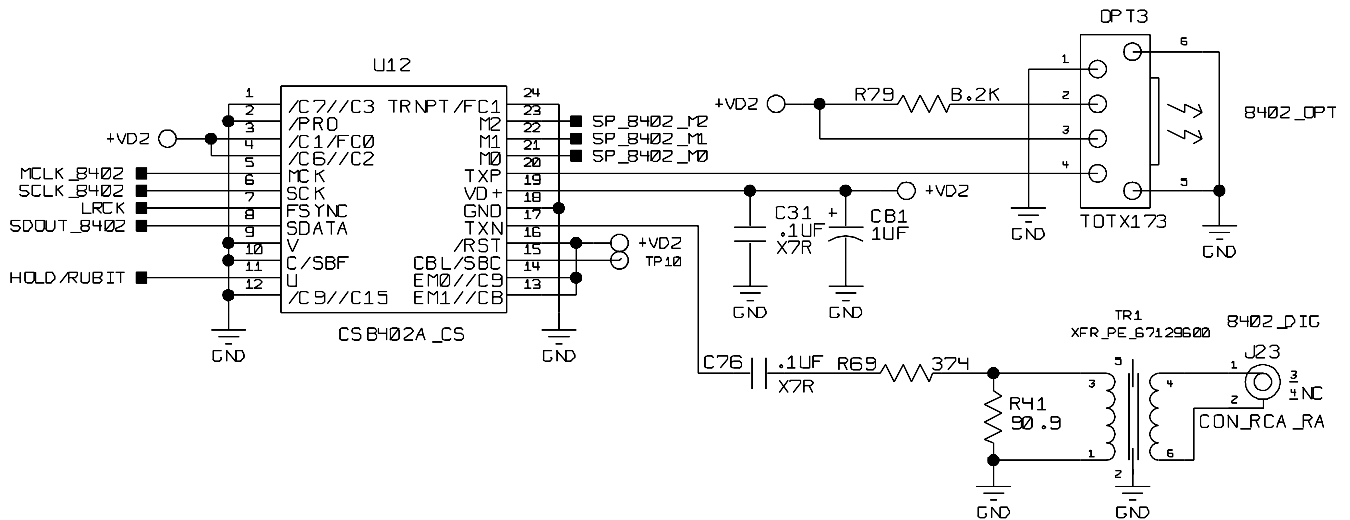 U12
1
2
3
4
5
6
7
8
9
10
11
12
/C7//C3
/PRO
/C1/FC0
/C6//C2
MCK
SCK
FSYNC
SDATA
V
C/SBF
U
/C9//C15
TRNPT/FC1
M2
M1
M0
TXP
VD+
GND
TXN
/RST
CBL/SBC
EM0//C9
EM1//C8
24
23
22
21
20
19
18
17
16
15
14
13
CS8402A_CS
+VD2
MCLK_8402
SCLK_8402
LRCK
SDOUT_8402
HOLD/RUBIT
GND
GND
SP_8402_M2
SP_8402_M1
SP_8402_M0
+VD2
+VD2
TP10
C31
.1UF
X7R
GND
+
C81
1UF
GND
+VD2
R79
8.2K
OPT3
1
2
3
4
6
5
TOTX173
8402_OPT
GND
GND
C76
.1UF
X7R
R69
374
R41
90.9
GND
TR1
XFR_PE_67129600
5
3
4
1
6
2
GND
8402_DIG
J23
1
2
3
4
NC
CON_RCA_RA